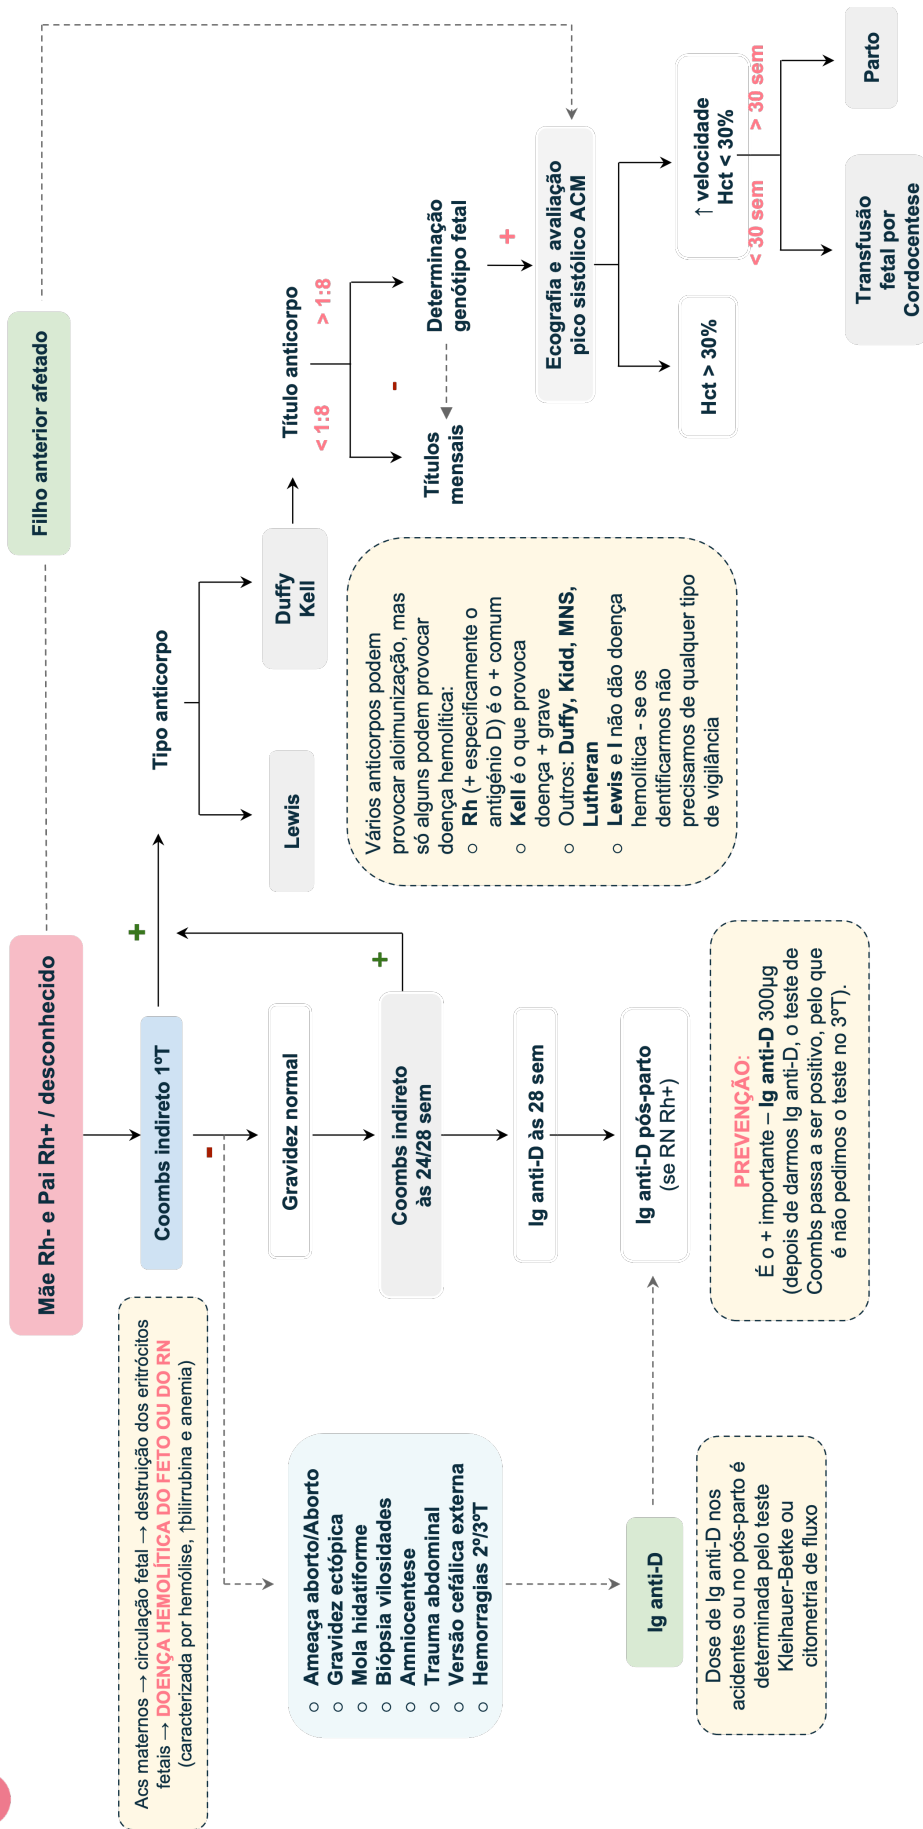 Mãe Rh- e Pai Rh+ / desconhecido
Filho anterior afetado
Acs maternos → circulação fetal → destruição dos eritrócitos
fetais → DOENÇA HEMOLÍTICA DO FETO OU DO RN
(caracterizada por hemólise, ↑bilirrubina e anemia)
Coombs indireto 1ºT
+
-
Tipo anticorpo
Gravidez normal
Lewis
Duffy
Kell
Título anticorpo
< 1:8
> 1:8
○ Ameaça aborto/Aborto
○ Gravidez ectópica
○ Mola hidatiforme
○ Biópsia vilosidades
○ Amniocentese
○ Trauma abdominal
○ Versão cefálica externa
○ Hemorragias 2º/3ºT
Coombs indireto
às 24/28 sem
+
Vários anticorpos podem
provocar aloimunização, mas
só alguns podem provocar
doença hemolítica:
○ Rh (+ especificamente o
antigénio D) é o + comum
○ Kell é o que provoca
doença + grave
○ Outros: Duffy, Kidd, MNS,
Lutheran
○ Lewis e I não dão doença
hemolítica - se os
dentificarmos não
precisamos de qualquer tipo
de vigilância
Títulos
mensais
-
Determinação
genótipo fetal
+
Ig anti-D às 28 sem
Ecografia e avaliação
pico sistólico ACM
Ig anti-D
Ig anti-D pós-parto
(se RN Rh+)
Hct > 30%
↑ velocidade
Hct < 30%
< 30 sem
> 30 sem
Dose de Ig anti-D nos
acidentes ou no pós-parto é
determinada pelo teste
Kleihauer-Betke ou
citometria de fluxo
PREVENÇÃO:
É o + importante – Ig anti-D 300μg
(depois de darmos Ig anti-D, o teste de
Coombs passa a ser positivo, pelo que
é não pedimos o teste no 3ºT).
Transfusão
fetal por
Cordocentese
Parto